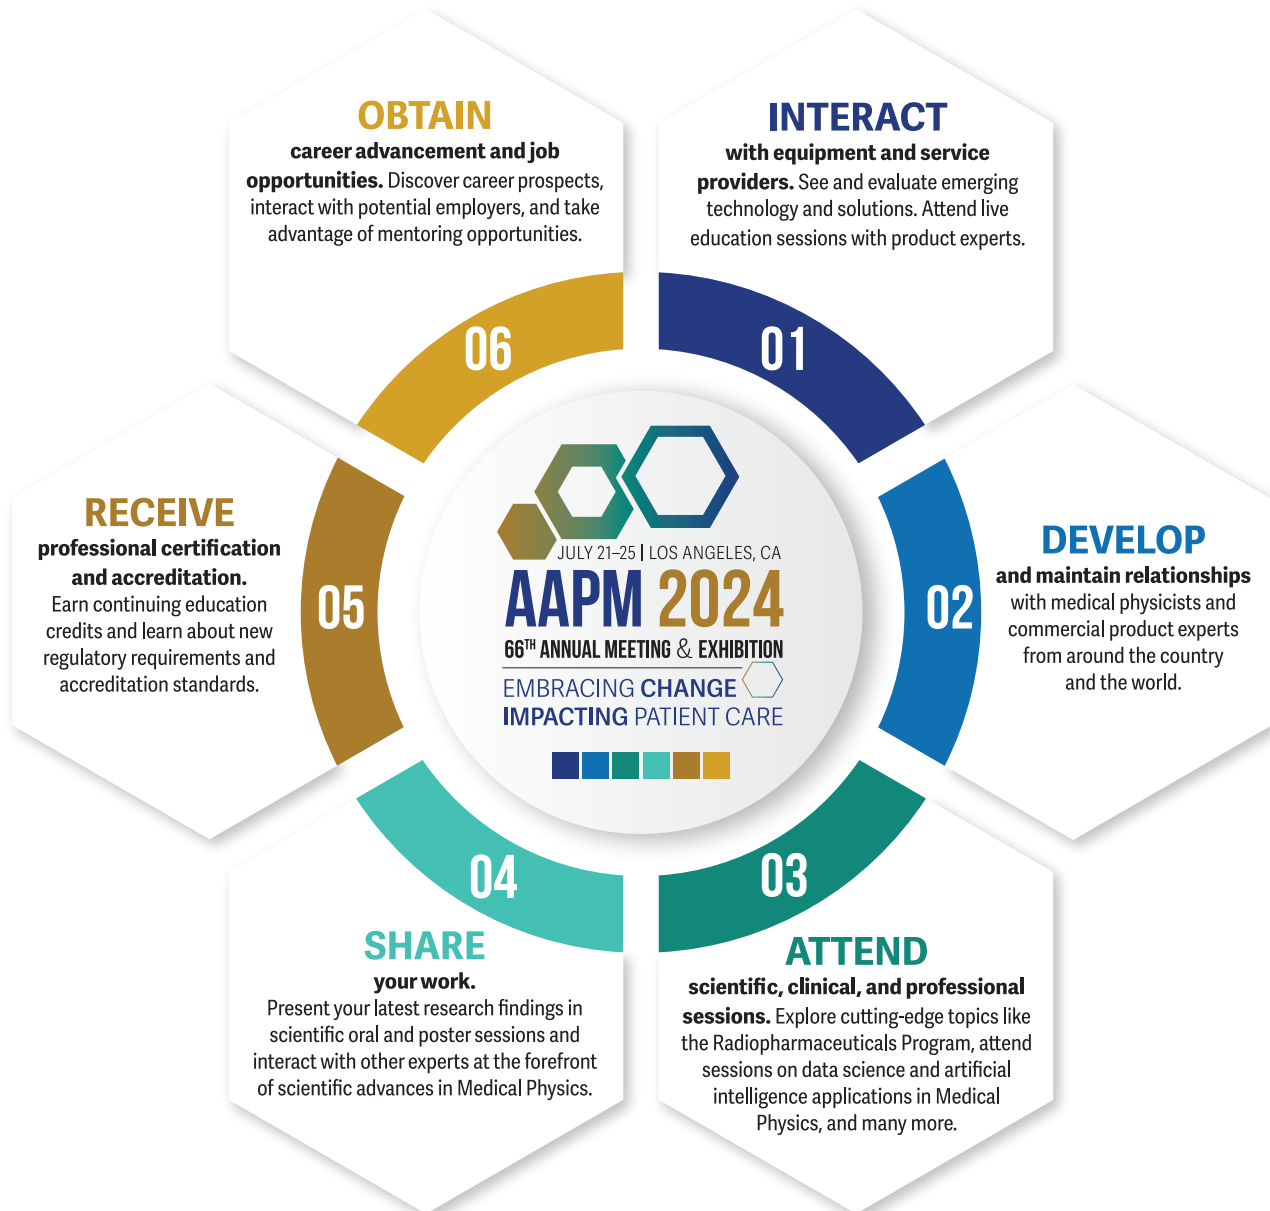 INTERACT
with equipment and service
providers. See and evaluate emerging
technology and solutions. Attend live
education sessions with product experts.
01
DEVELOP
and maintain relationships
with medical physicists and
commercial product experts
from around the country
and the world.
02
03
ATTEND
scientific, clinical, and professional
sessions. Explore cutting-edge topics like
the Radiopharmaceuticals Program, attend
sessions on data science and artificial
intelligence applications in Medical
Physics, and many more.
04
SHARE
your work.
Present your latest research findings in
scientific oral and poster sessions and
interact with other experts at the forefront
of scientific advances in Medical Physics.
RECEIVE
professional certification
and accreditation.
Earn continuing education
credits and learn about new
regulatory requirements and
accreditation standards.
05
OBTAIN
career advancement and job
opportunities. Discover career prospects,
interact with potential employers, and take
advantage of mentoring opportunities.
06
JULY 21–25 | LOS ANGELES, CA
AAPM 2024
66TH ANNUAL MEETING & EXHIBITION
EMBRACING CHANGE
IMPACTING PATIENT CARE